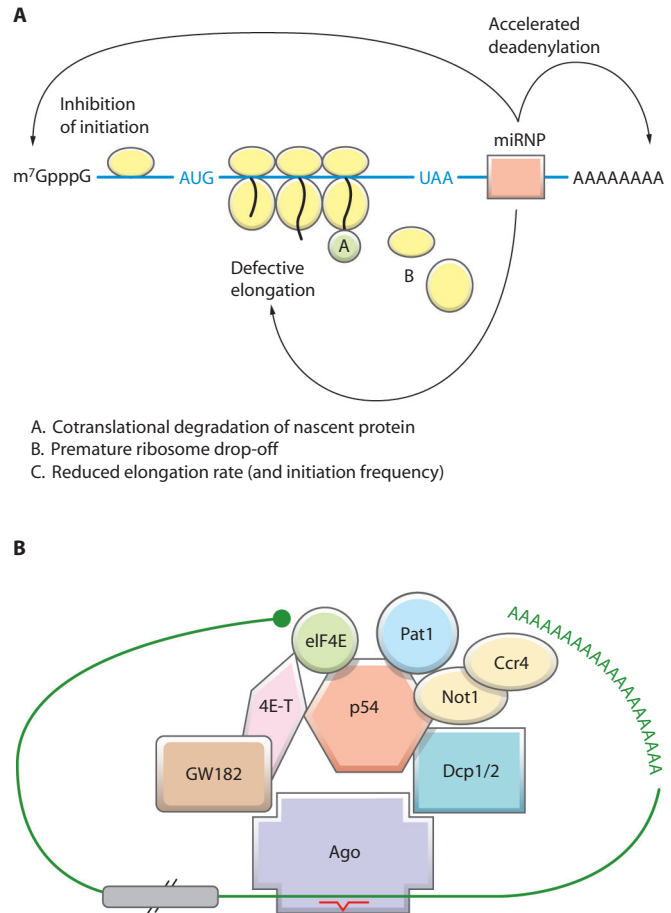 A
Accelerated
deadenylation
Inhibition
of initiation
miRNP
m⁷GpppG
AUG
UAA
AAAAAAAA
A
B
Defective
elongation
A. Cotranslational degradation of nascent protein
B. Premature ribosome drop-off
C. Reduced elongation rate (and initiation frequency)
B
AAAAAAAAAAAAAAAAAAA
eIF4E
Pat1
Ccr4
Not1
4E-T
p54
GW182
Dcp1/2
Ago